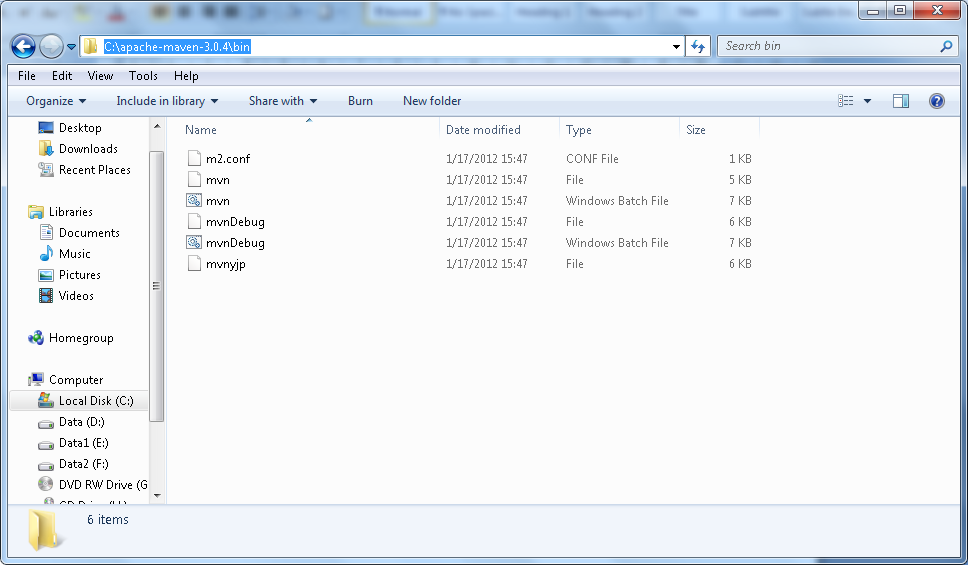 C:\apache-maven-3.0.4\bin
Search bin
File Edit View Tools Help
Organize Include in library Share with Burn New folder
Name Date modified Type Size
Desktop
Downloads
Recent Places
Libraries
Documents
Music
Pictures
Videos
Homegroup
Computer
Local Disk (C:)
Data (D:)
Data1 (E:)
Data2 (F:)
DVD RW Drive (G
m2.conf 1/17/2012 15:47 CONF File 1 KB
mvn 1/17/2012 15:47 File 5 KB
mvn 1/17/2012 15:47 Windows Batch File 7 KB
mvnDebug 1/17/2012 15:47 File 6 KB
mvnDebug 1/17/2012 15:47 Windows Batch File 7 KB
mvnyjp 1/17/2012 15:47 File 6 KB
6 items